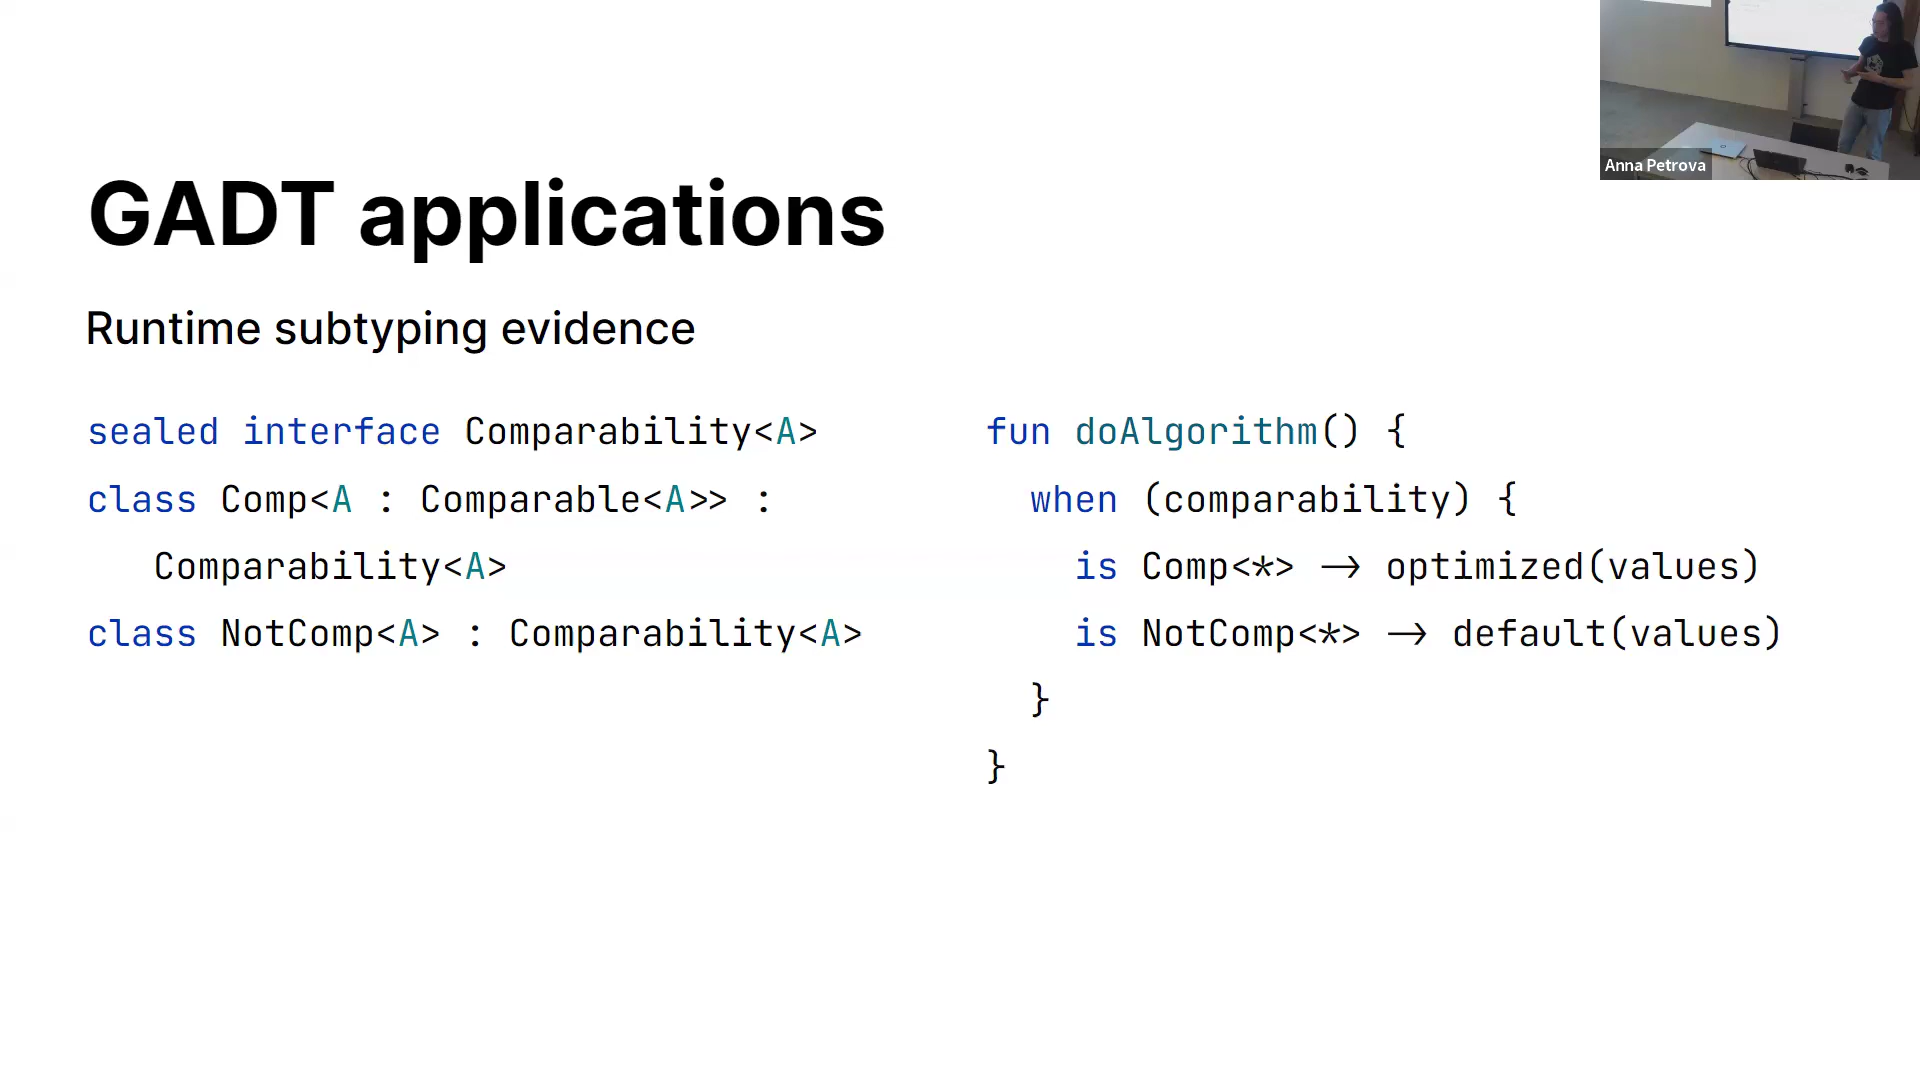 Anna Petrova
GADT applications
Runtime subtyping evidence
sealed interface Comparability<A>
class Comp<A : Comparable<A>> :
Comparability<A>
class NotComp<A> : Comparability<A>
fun doAlgorithm() {
when (comparability) {
is Comp<*> → optimized(values)
is NotComp<*> → default(values)
}
}